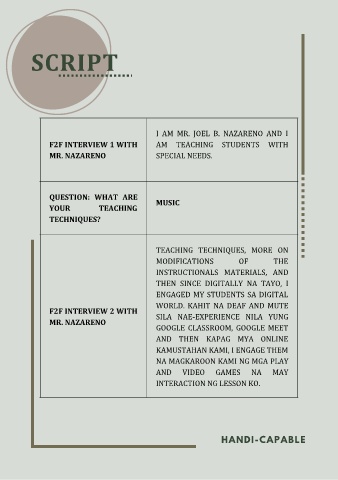 SCRIPT
F2F INTERVIEW 1 WITH
MR. NAZARENO
I AM MR. JOEL B. NAZARENO AND I
AM TEACHING STUDENTS WITH
SPECIAL NEEDS.
QUESTION: WHAT ARE
YOUR TEACHING
TECHNIQUES?
MUSIC
F2F INTERVIEW 2 WITH
MR. NAZARENO
TEACHING TECHNIQUES, MORE ON
MODIFICATIONS OF THE
INSTRUCTIONALS MATERIALS, AND
THEN SINCE DIGITALLY NA TAYO, I
ENGAGED MY STUDENTS SA DIGITAL
WORLD. KAHIT NA DEAF AND MUTE
SILA NAE-EXPERIENCE NILA YUNG
GOOGLE CLASSROOM, GOOGLE MEET
AND THEN KAPAG MYA ONLINE
KAMUSTAHAN KAMI, I ENGAGE THEM
NA MAGKAROON KAMI NG MGA PLAY
AND VIDEO GAMES NA MAY
INTERACTION NG LESSON KO.
HANDI-CAPABLE